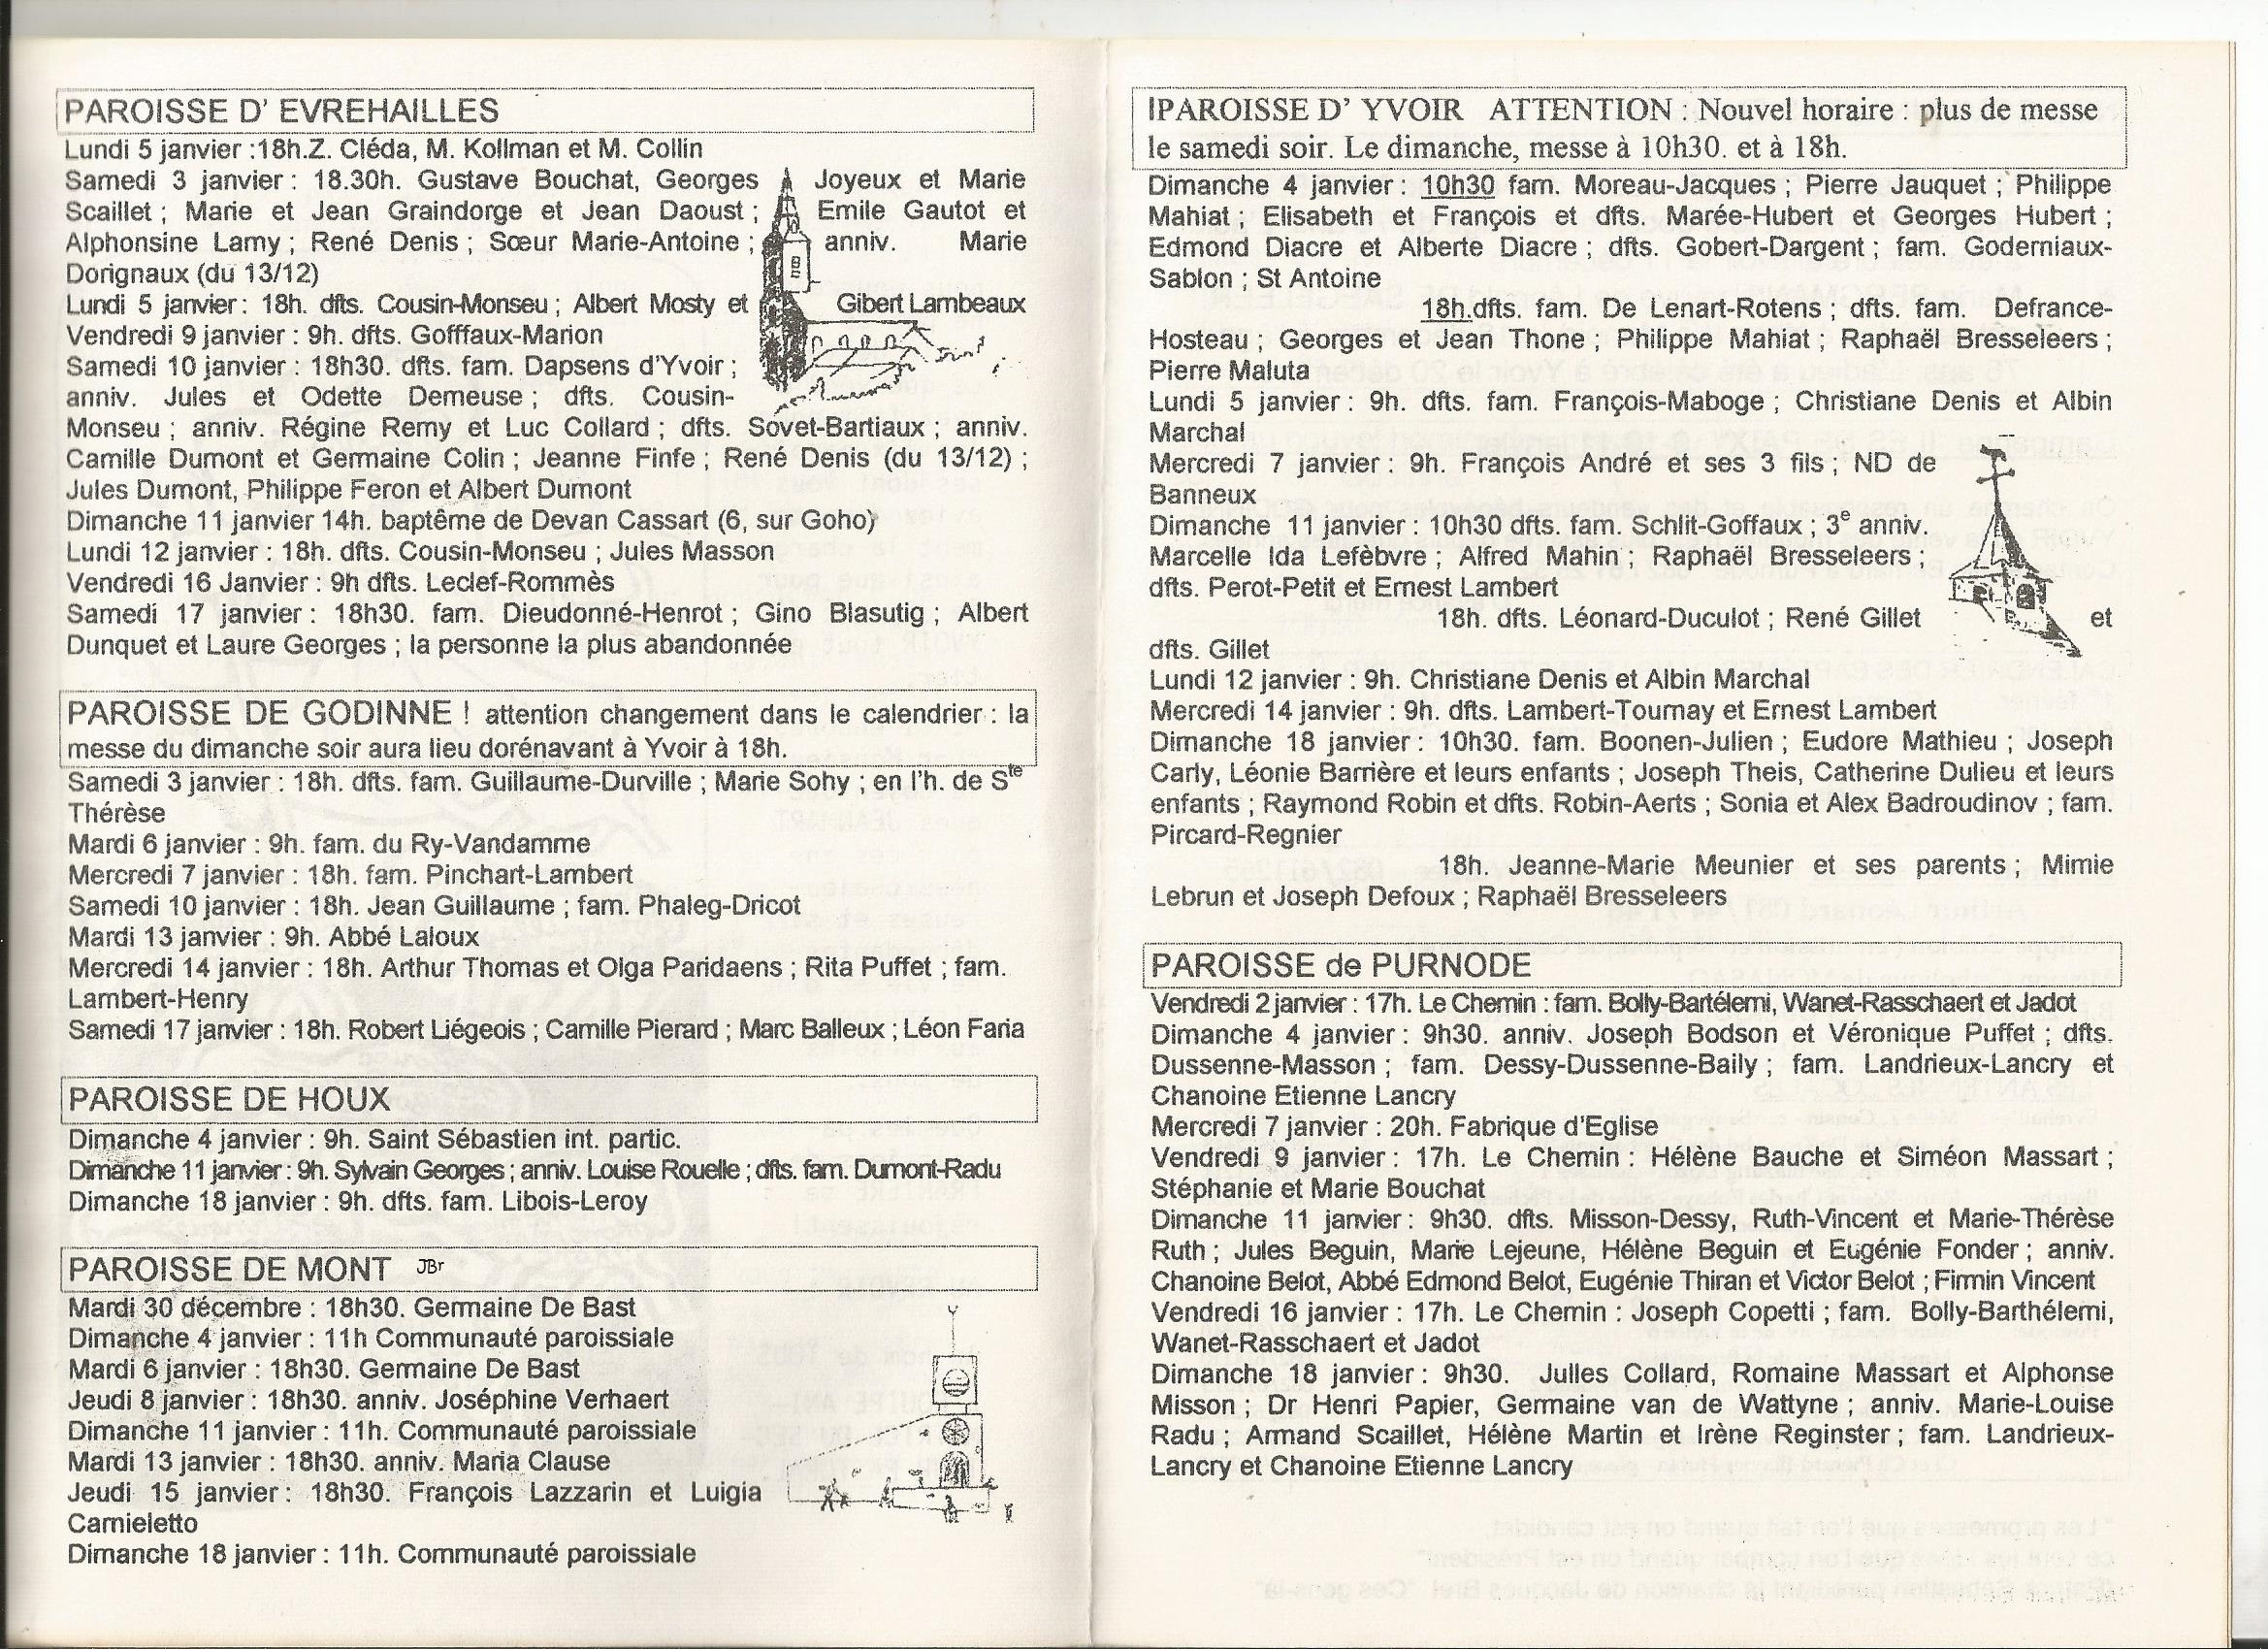 PAROISSE D' EVREHAILLES
Lundi 5 janvier :18h.Z. Cléda, M. Kollman et M. Collin
Samedi 3 janvier : 18.30h. Gustave Bouchat, Georges Joyeux et Marie
Scaillet ; Marie et Jean Graindorge et Jean Daoust ; Emile Gautot et
Alphonsine Lamy ; René Denis ; Sœur Marie-Antoine ; anniv. Marie
Dorignaux (du 13/12)
Lundi 5 janvier : 18h. dfts. Cousin-Monseu ; Albert Mosty et Gibert Lambeaux
Vendredi 9 janvier : 9h. dfts. Gofffaux-Marion
Samedi 10 janvier : 18h30. dfts. fam. Dapsens d'Yvoir ;
anniv. Jules et Odette Demeuse ; dfts. Cousin-
Monseu ; anniv. Régine Remy et Luc Collard ; dfts. Sovet-Bartiaux ; anniv.
Camille Dumont et Germaine Colin ; Jeanne Finfe ; René Denis (du 13/12) ;
Jules Dumont, Philippe Feron et Albert Dumont
Dimanche 11 janvier 14h. baptême de Devan Cassart (6, sur Goho)
Lundi 12 janvier : 18h. dfts. Cousin-Monseu ; Jules Masson
Vendredi 16 Janvier : 9h dfts. Leclef-Rommès
Samedi 17 janvier : 18h30. fam. Dieudonné-Henrot ; Gino Blasutig ; Albert
Dunquet et Laure Georges ; la personne la plus abandonnée
PAROISSE DE GODINNE ! attention changement dans le calendrier : la
messe du dimanche soir aura lieu dorénavant à Yvoir à 18h.
Samedi 3 janvier : 18h. dfts. fam. Guillaume-Durville ; Marie Sohy ; en l'h. de Ste
Thérèse
Mardi 6 janvier : 9h. fam. du Ry-Vandamme
Mercredi 7 janvier : 18h. fam. Pinchart-Lambert
Samedi 10 janvier : 18h. Jean Guillaume ; fam. Phaleg-Dricot
Mardi 13 janvier : 9h. Abbé Laloux
Mercredi 14 janvier : 18h. Arthur Thomas et Olga Paridaens ; Rita Puffet ; fam.
Lambert-Henry
Samedi 17 janvier : 18h. Robert Liégeois ; Camille Pierard ; Marc Balleux ; Léon Faria
PAROISSE DE HOUX
Dimanche 4 janvier : 9h. Saint Sébastien int. partic.
Dimanche 11 janvier : 9h. Sylvain Georges ; anniv. Louise Rouelle ; dfts. fam. Dumont-Radu
Dimanche 18 janvier : 9h. dfts. fam. Libois-Leroy
PAROISSE DE MONT JBr
Mardi 30 décembre : 18h30. Germaine De Bast
Dimanche 4 janvier : 11h Communauté paroissiale
Mardi 6 janvier : 18h30. Germaine De Bast
Jeudi 8 janvier : 18h30. anniv. Joséphine Verhaert
Dimanche 11 janvier : 11h. Communauté paroissiale
Mardi 13 janvier : 18h30. anniv. Maria Clause
Jeudi 15 janvier : 18h30. François Lazzarin et Luigia
Camieletto
Dimanche 18 janvier : 11h. Communauté paroissiale
IPAROISSE D' YVOIR ATTENTION : Nouvel horaire : plus de messe
le samedi soir. Le dimanche, messe à 10h30. et à 18h.
Dimanche 4 janvier : 10h30 fam. Moreau-Jacques ; Pierre Jauquet ; Philippe
Mahiat ; Elisabeth et François et dfts. Marée-Hubert et Georges Hubert ;
Edmond Diacre et Alberte Diacre ; dfts. Gobert-Dargent ; fam. Goderniaux-
Sablon ; St Antoine
18h.dfts. fam. De Lenart-Rotens ; dfts. fam. Defrance-
Hosteau ; Georges et Jean Thone ; Philippe Mahiat ; Raphaël Bresseleers ;
Pierre Maluta
Lundi 5 janvier : 9h. dfts. fam. François-Maboge ; Christiane Denis et Albin
Marchal
Mercredi 7 janvier : 9h. François André et ses 3 fils ; ND de
Banneux
Dimanche 11 janvier : 10h30 dfts. fam. Schlit-Goffaux ; 3e anniv.
Marcelle Ida Lefèbvre ; Alfred Mahin ; Raphaël Bresseleers ;
dfts. Perot-Petit et Ernest Lambert
18h. dfts. Léonard-Duculot ; René Gillet et
dfts. Gillet
Lundi 12 janvier : 9h. Christiane Denis et Albin Marchal
Mercredi 14 janvier : 9h. dfts. Lambert-Tournay et Ernest Lambert
Dimanche 18 janvier : 10h30. fam. Boonen-Julien ; Eudore Mathieu ; Joseph
Carly, Léonie Barrière et leurs enfants ; Joseph Theis, Catherine Dulieu et leurs
enfants ; Raymond Robin et dfts. Robin-Aerts ; Sonia et Alex Badroudinov ; fam.
Pircard-Regnier
18h. Jeanne-Marie Meunier et ses parents ; Mimie
Lebrun et Joseph Defoux ; Raphaël Bresseleers
PAROISSE de PURNODE
Vendredi 2 janvier : 17h. Le Chemin : fam. Bolly-Bartélemi, Wanet-Rasschaert et Jadot
Dimanche 4 janvier : 9h30. anniv. Joseph Bodson et Véronique Puffet ; dfts.
Dussenne-Masson ; fam. Dessy-Dussenne-Baily ; fam. Landrieux-Lancry et
Chanoine Etienne Lancry
Mercredi 7 janvier : 20h. Fabrique d'Eglise
Vendredi 9 janvier : 17h. Le Chemin : Hélène Bauche et Siméon Massart ;
Stéphanie et Marie Bouchat
Dimanche 11 janvier : 9h30. dfts. Misson-Dessy, Ruth-Vincent et Marie-Thérèse
Ruth ; Jules Beguin, Marie Lejeune, Hélène Beguin et Eugénie Fonder ; anniv.
Chanoine Belot, Abbé Edmond Belot, Eugénie Thiran et Victor Belot ; Firmin Vincent
Vendredi 16 janvier : 17h. Le Chemin : Joseph Copetti ; fam. Bolly-Barthélemi,
Wanet-Rasschaert et Jadot
Dimanche 18 janvier : 9h30. Julles Collard, Romaine Massart et Alphonse
Misson ; Dr Henri Papier, Germaine van de Wattyne ; anniv. Marie-Louise
Radu ; Armand Scaillet, Hélène Martin et Irène Reginster ; fam. Landrieux-
Lancry et Chanoine Etienne Lancry